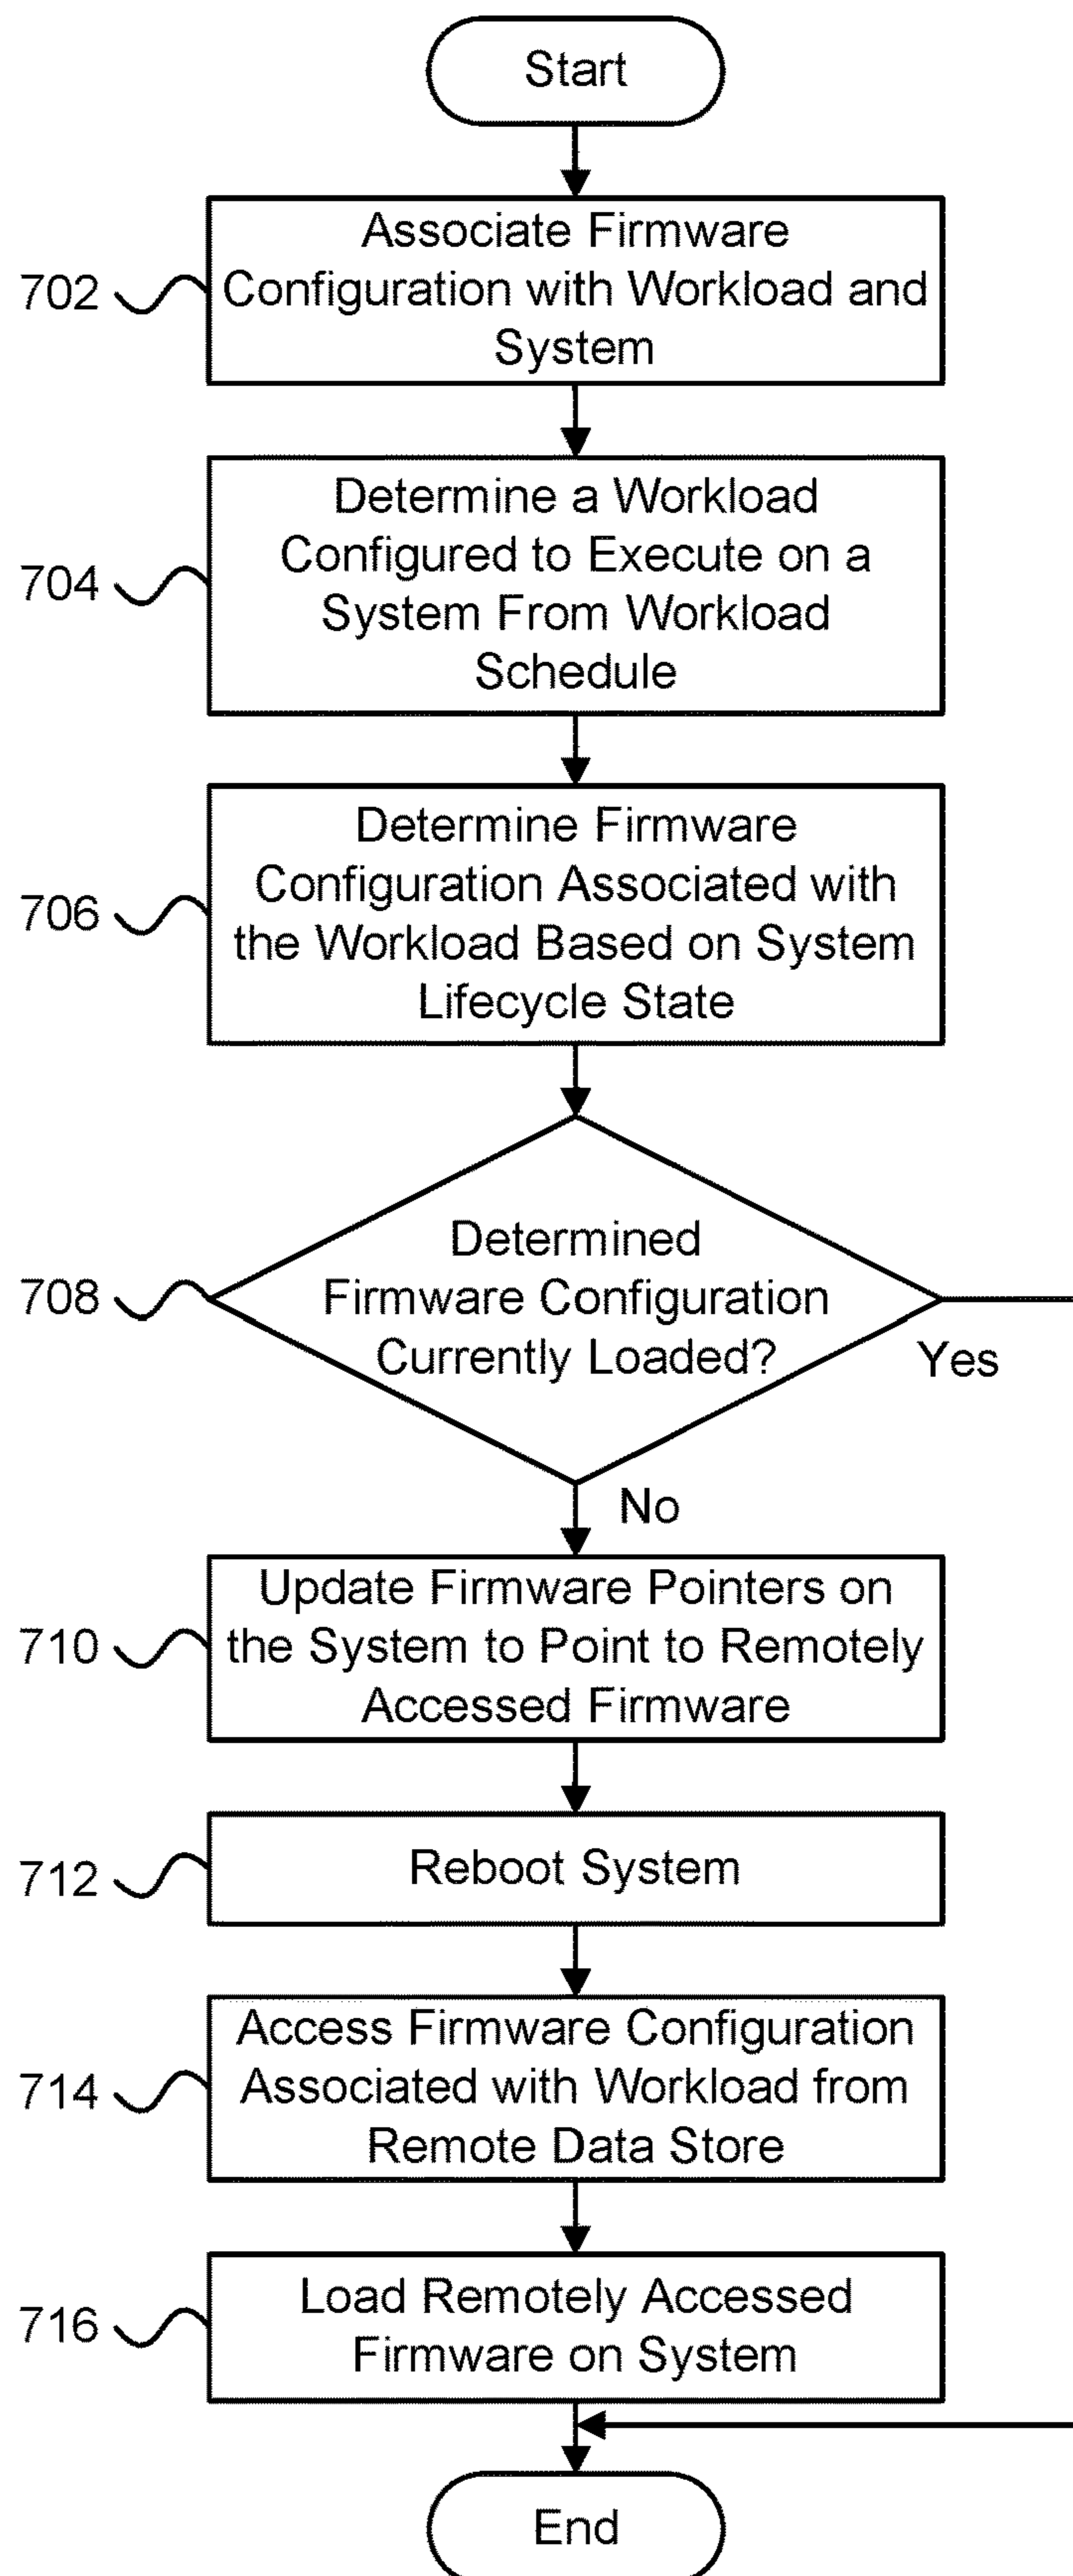 Start
702
Associate Firmware
Configuration with Workload and
System
704
Determine a Workload
Configured to Execute on a
System From Workload
Schedule
706
Determine Firmware
Configuration Associated with
the Workload Based on System
Lifecycle State
708
Determined
Firmware Configuration
Currently Loaded?
Yes
No
710
Update Firmware Pointers on
the System to Point to Remotely
Accessed Firmware
712
Reboot System
714
Access Firmware Configuration
Associated with Workload from
Remote Data Store
716
Load Remotely Accessed
Firmware on System
End